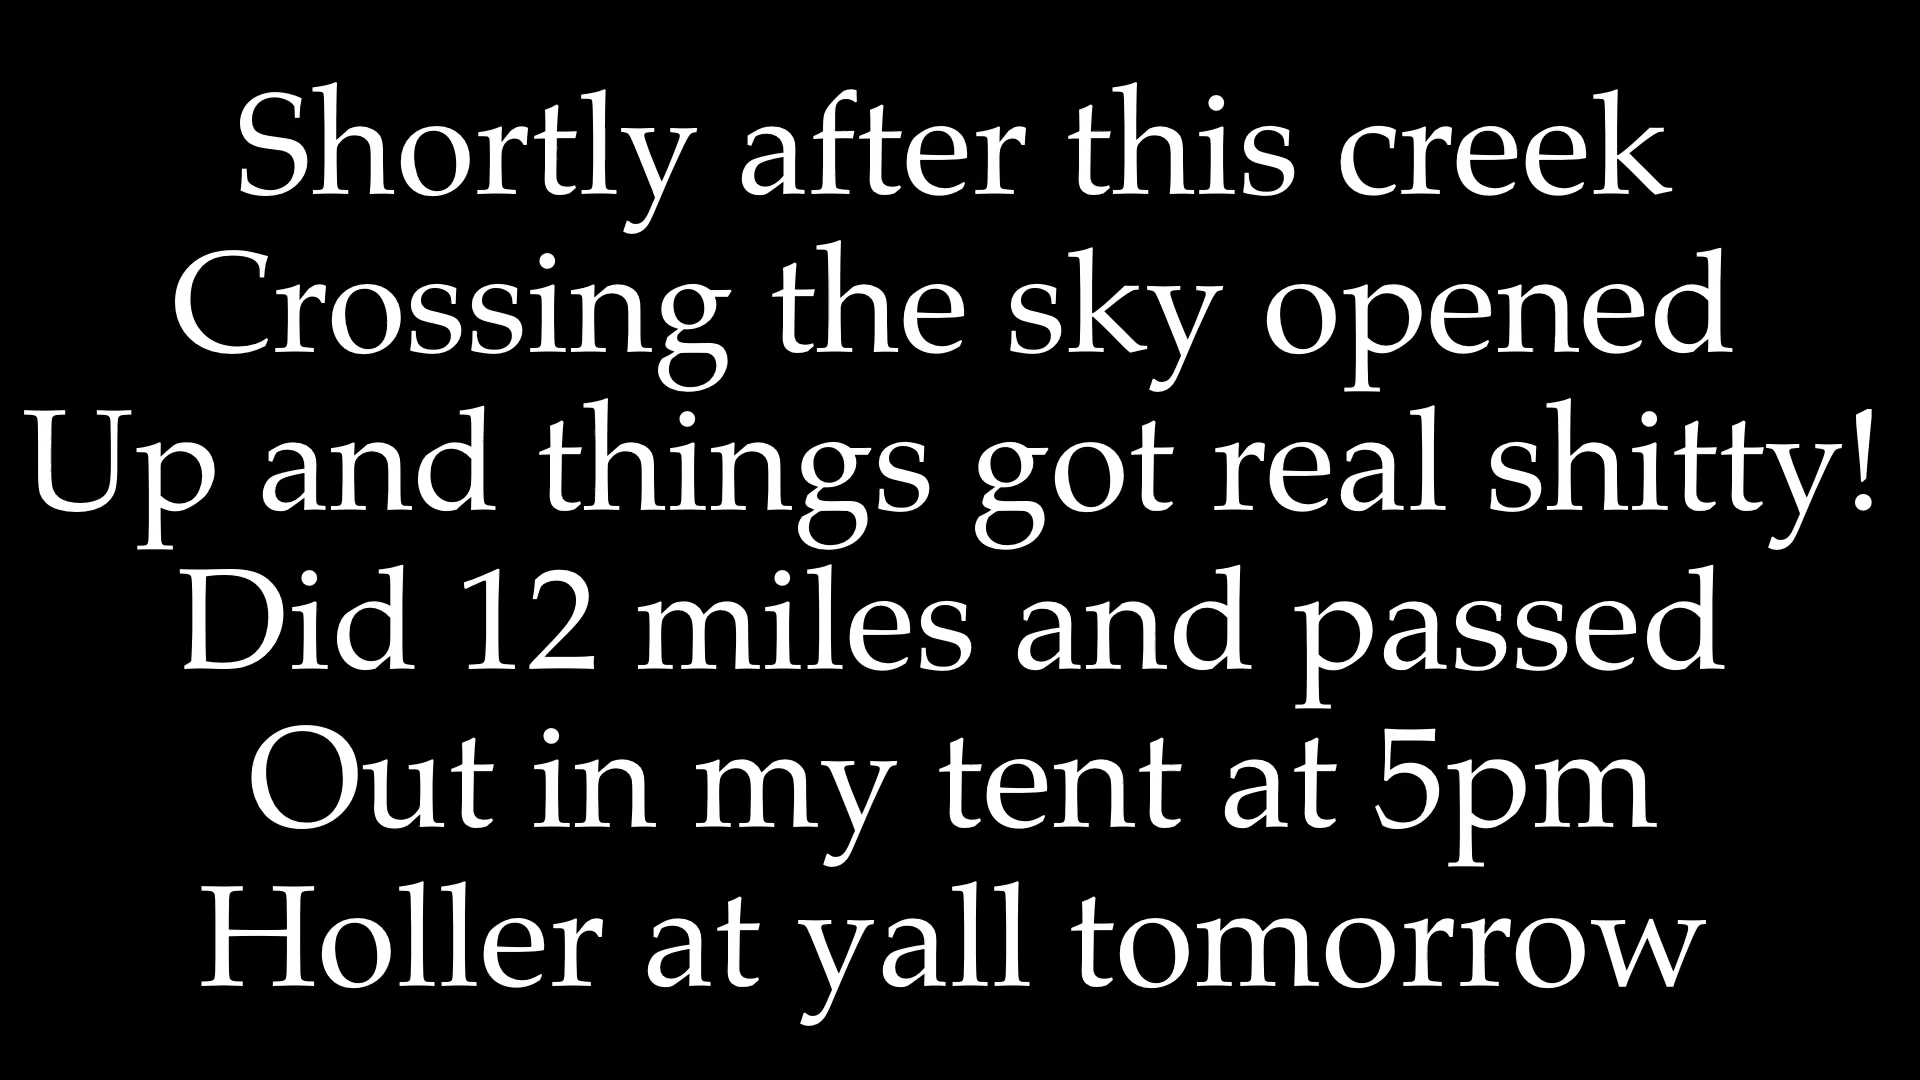 Shortly after this creek
Crossing the sky opened
Up and things got real shitty!
Did 12 miles and passed
Out in my tent at 5pm
Holler at yall tomorrow